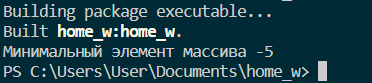 Building package executable...
Built home_w:home_w.
Минимальный элемент массива -5
PS C:\Users\User\Documents\home_w>